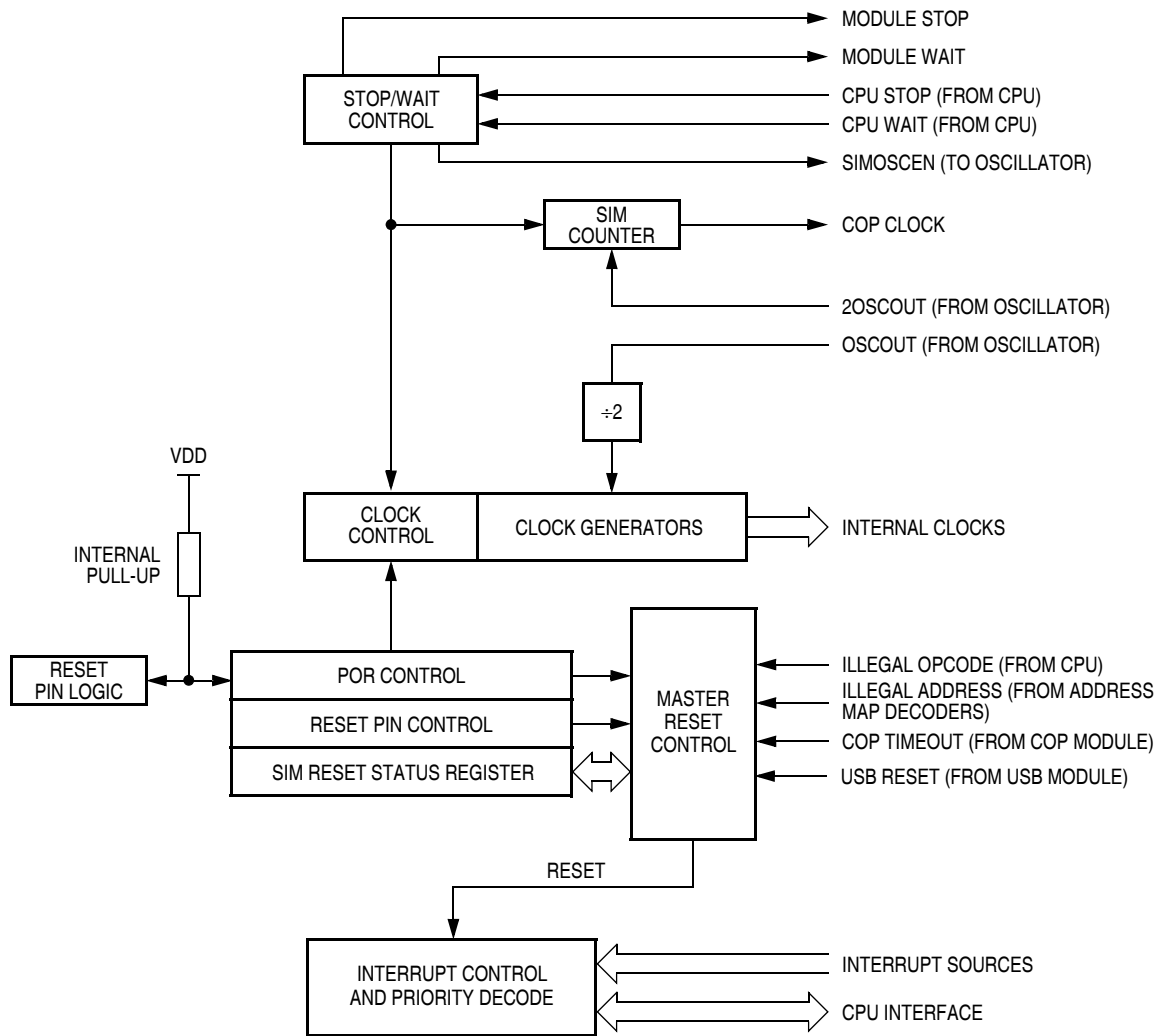 MODULE STOP
MODULE WAIT
STOP/WAIT
CONTROL
CPU STOP (FROM CPU)
CPU WAIT (FROM CPU)
SIMOSCEN (TO OSCILLATOR)
SIM
COUNTER
COP CLOCK
2OSCOUT (FROM OSCILLATOR)
OSCOUT (FROM OSCILLATOR)
÷2
VDD
INTERNAL
PULL-UP
CLOCK
CONTROL
CLOCK GENERATORS
INTERNAL CLOCKS
RESET
PIN LOGIC
POR CONTROL
RESET PIN CONTROL
SIM RESET STATUS REGISTER
MASTER
RESET
CONTROL
ILLEGAL OPCODE (FROM CPU)
ILLEGAL ADDRESS (FROM ADDRESS
MAP DECODERS)
COP TIMEOUT (FROM COP MODULE)
USB RESET (FROM USB MODULE)
RESET
INTERRUPT CONTROL
AND PRIORITY DECODE
INTERRUPT SOURCES
CPU INTERFACE